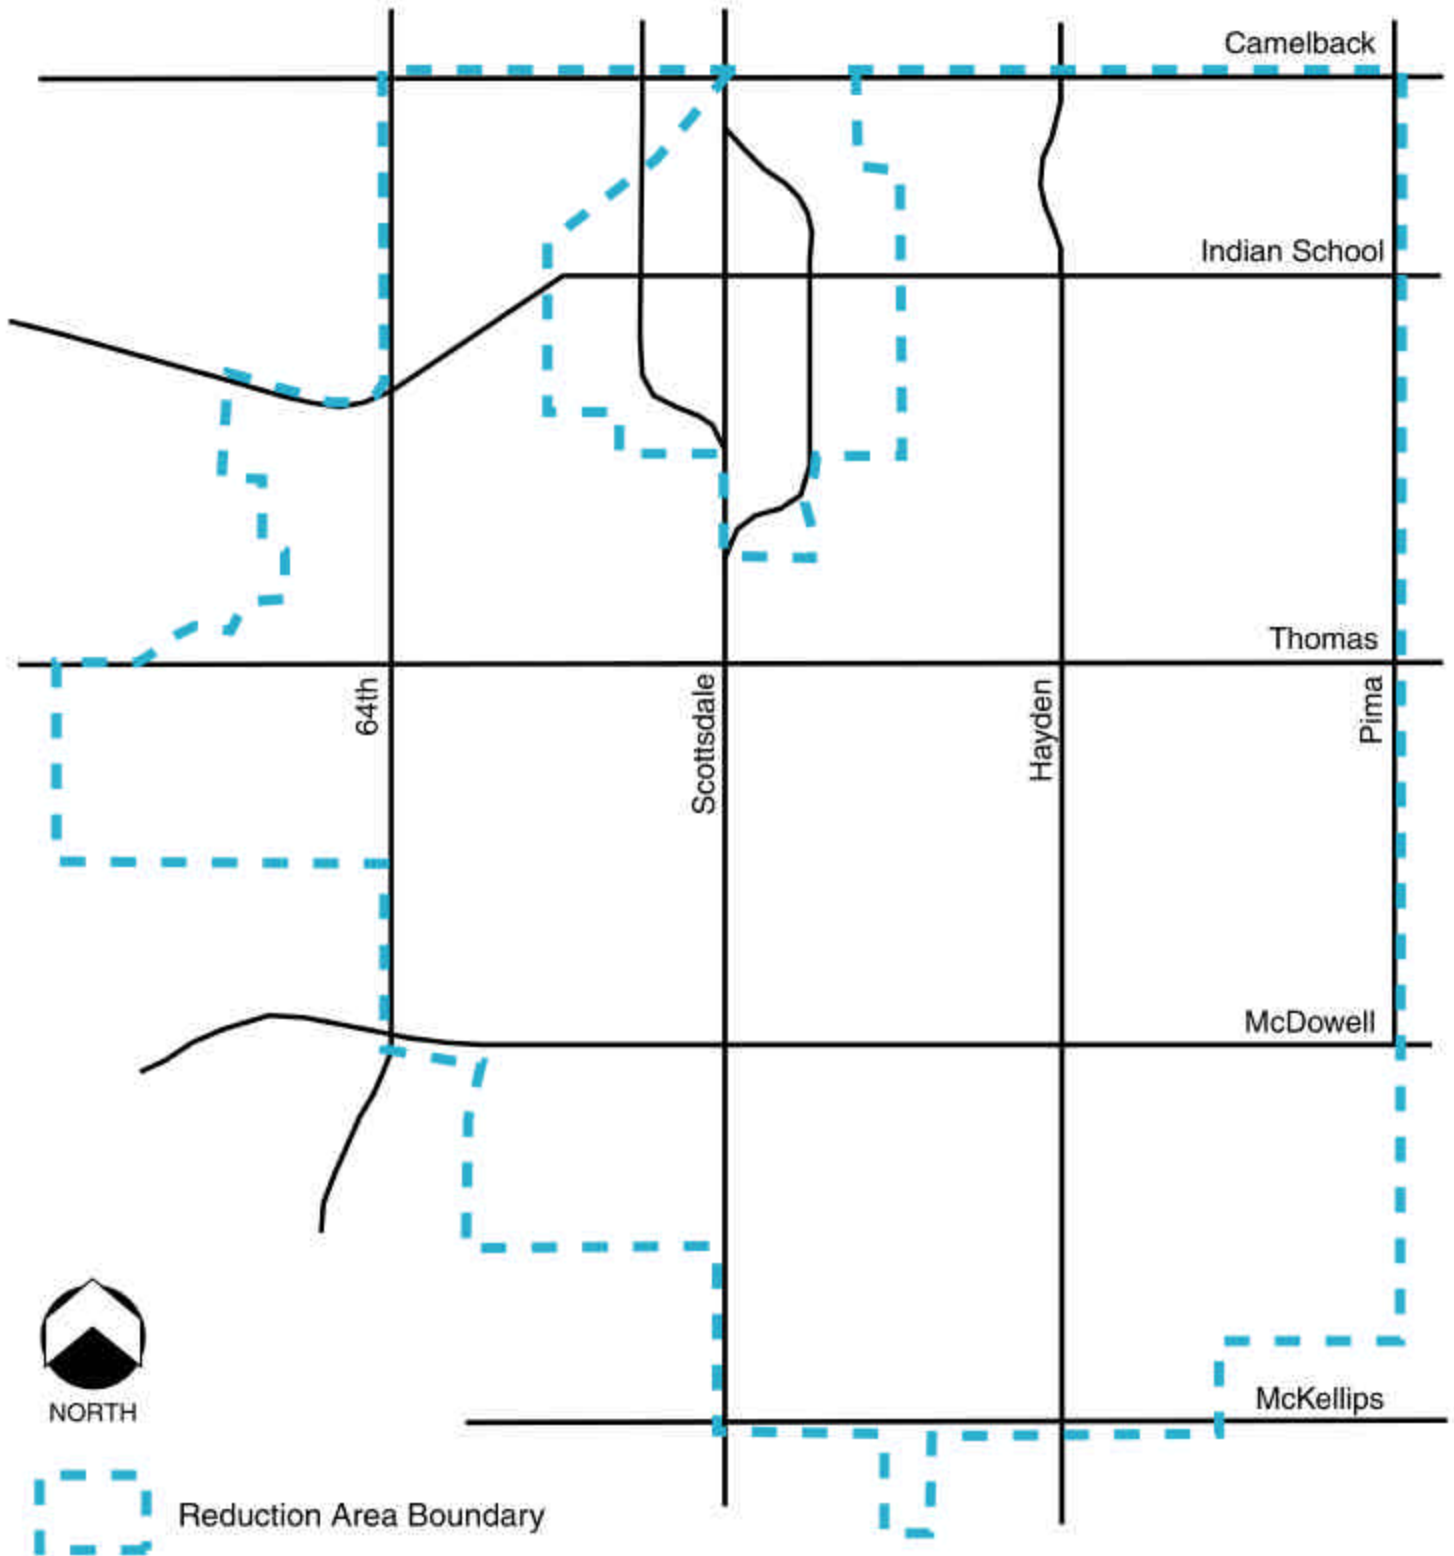 Camelback
Indian School
Thomas
64th
Scottsdale
Hayden
Pima
McDowell
McKellips
NORTH
Reduction Area Boundary